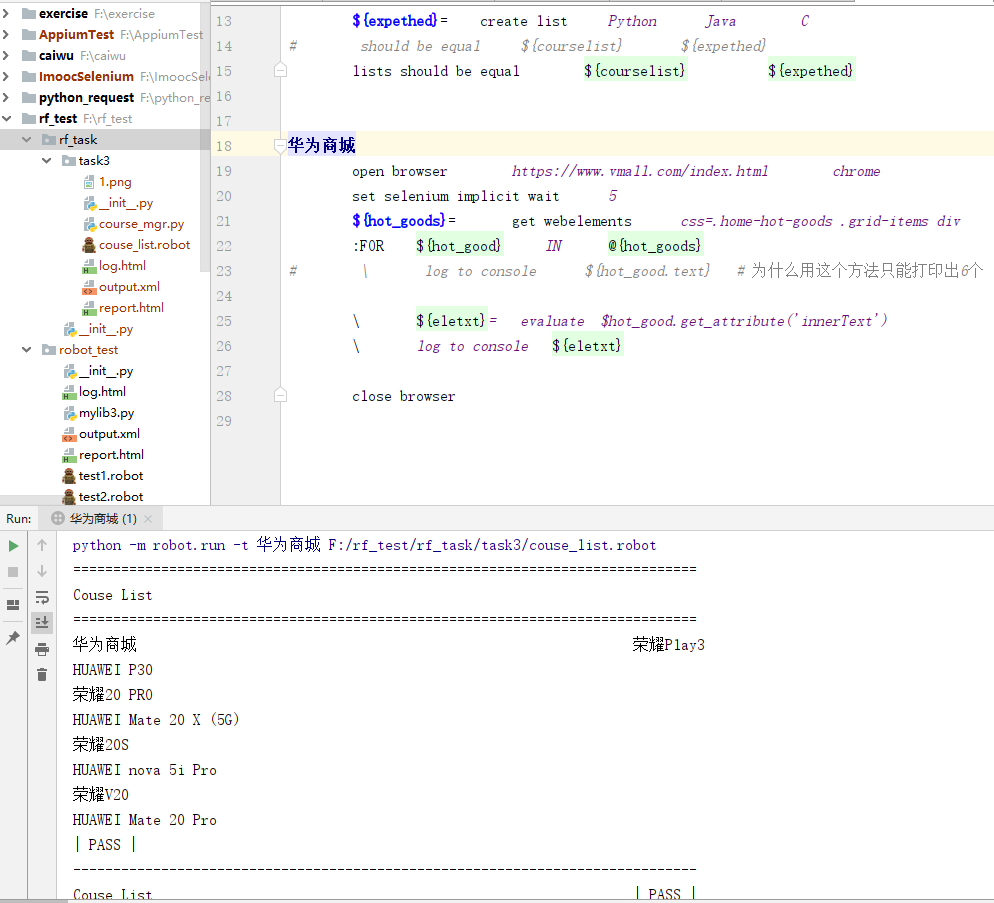 exercise F:\exercise
AppiumTest F:\AppiumTest
caiwu F:\caiwu
ImoocSelenium F:\ImoocSel
python_request F:\python_re
rf_test F:\rf_test
rf_task
task3
1.png
__init__.py
course_mgr.py
couse_list.robot
log.html
output.xml
report.html
__init__.py
robot_test
__init__.py
log.html
mylib3.py
output.xml
report.html
test1.robot
test2.robot
13 ${expethed}= create list Python Java C
14 # should be equal ${courselist} ${expethed}
15 lists should be equal ${courselist} ${expethed}
16
17
18 华为商城
19 open browser https://www.vmall.com/index.html chrome
20 set selenium implicit wait 5
21 ${hot_goods}= get webelements css=.home-hot-goods .grid-items div
22 :FOR ${hot_good} IN @{hot_goods}
23 # \ log to console ${hot_good.text} # 为什么用这个方法只能打印出6个
24
25 \ ${eletxt}= evaluate $hot_good.get_attribute('innerText')
26 \ log to console ${eletxt}
27
28 close browser
29
Run: 华为商城 (1)
python -m robot.run -t 华为商城 F:/rf_test/rf_task/task3/couse_list.robot
==============================================================================
Couse List
==============================================================================
华为商城 荣耀Play3
HUAWEI P30
荣耀20 PRO
HUAWEI Mate 20 X (5G)
荣耀20S
HUAWEI nova 5i Pro
荣耀V20
HUAWEI Mate 20 Pro
| PASS |
------------------------------------------------------------------------------
Couse List | PASS |